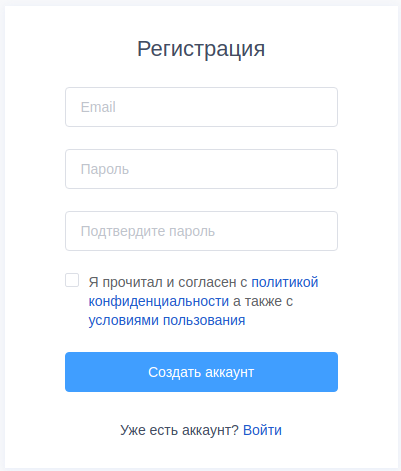 Регистрация
Email
Пароль
Подтвердите пароль
Я прочитал и согласен с политикой
конфиденциальности а также с
условиями пользования
Создать аккаунт
Уже есть аккаунт? Войти